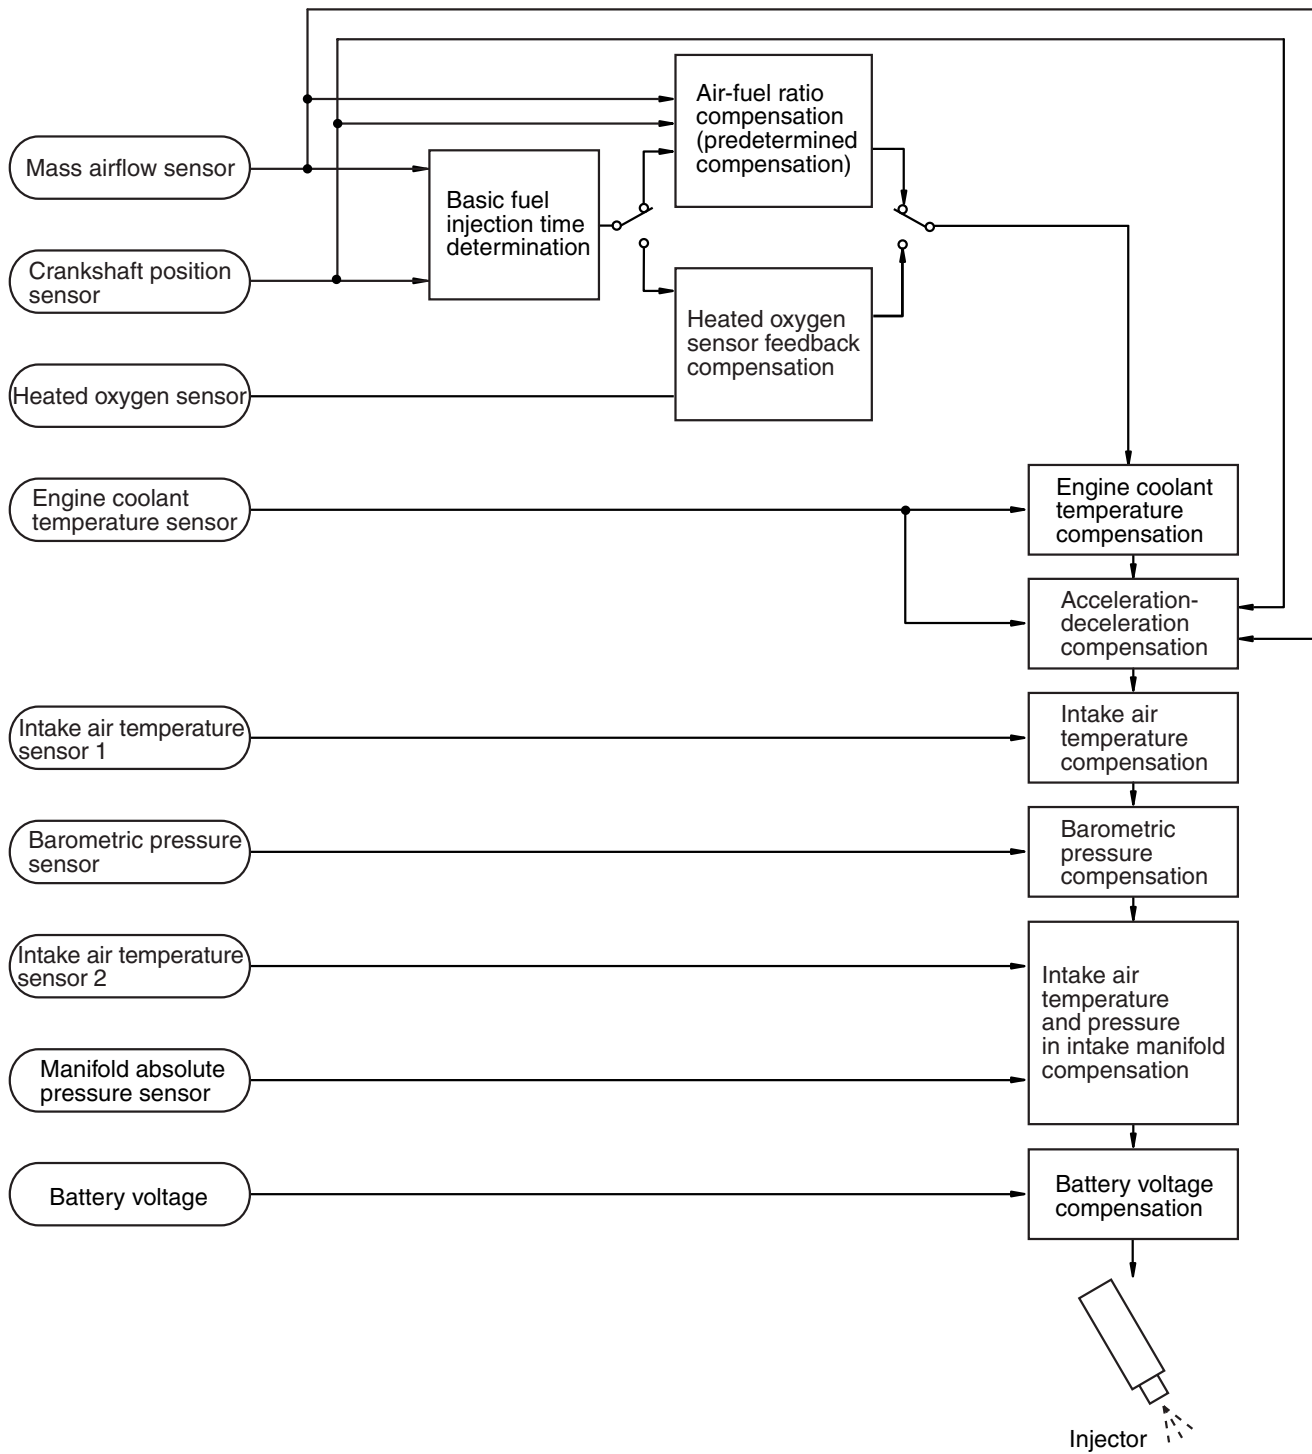 Air-fuel ratio
compensation
(predetermined
compensation)
Mass airflow sensor
Basic fuel
injection time
determination
Crankshaft position
sensor
Heated oxygen
sensor feedback
compensation
Heated oxygen sensor
Engine coolant
temperature sensor
Engine coolant
temperature
compensation
Acceleration-
deceleration
compensation
Intake air temperature
sensor 1
Intake air
temperature
compensation
Barometric pressure
sensor
Barometric
pressure
compensation
Intake air temperature
sensor 2
Intake air
temperature
and pressure
in intake manifold
compensation
Manifold absolute
pressure sensor
Battery voltage
Battery voltage
compensation
Injector